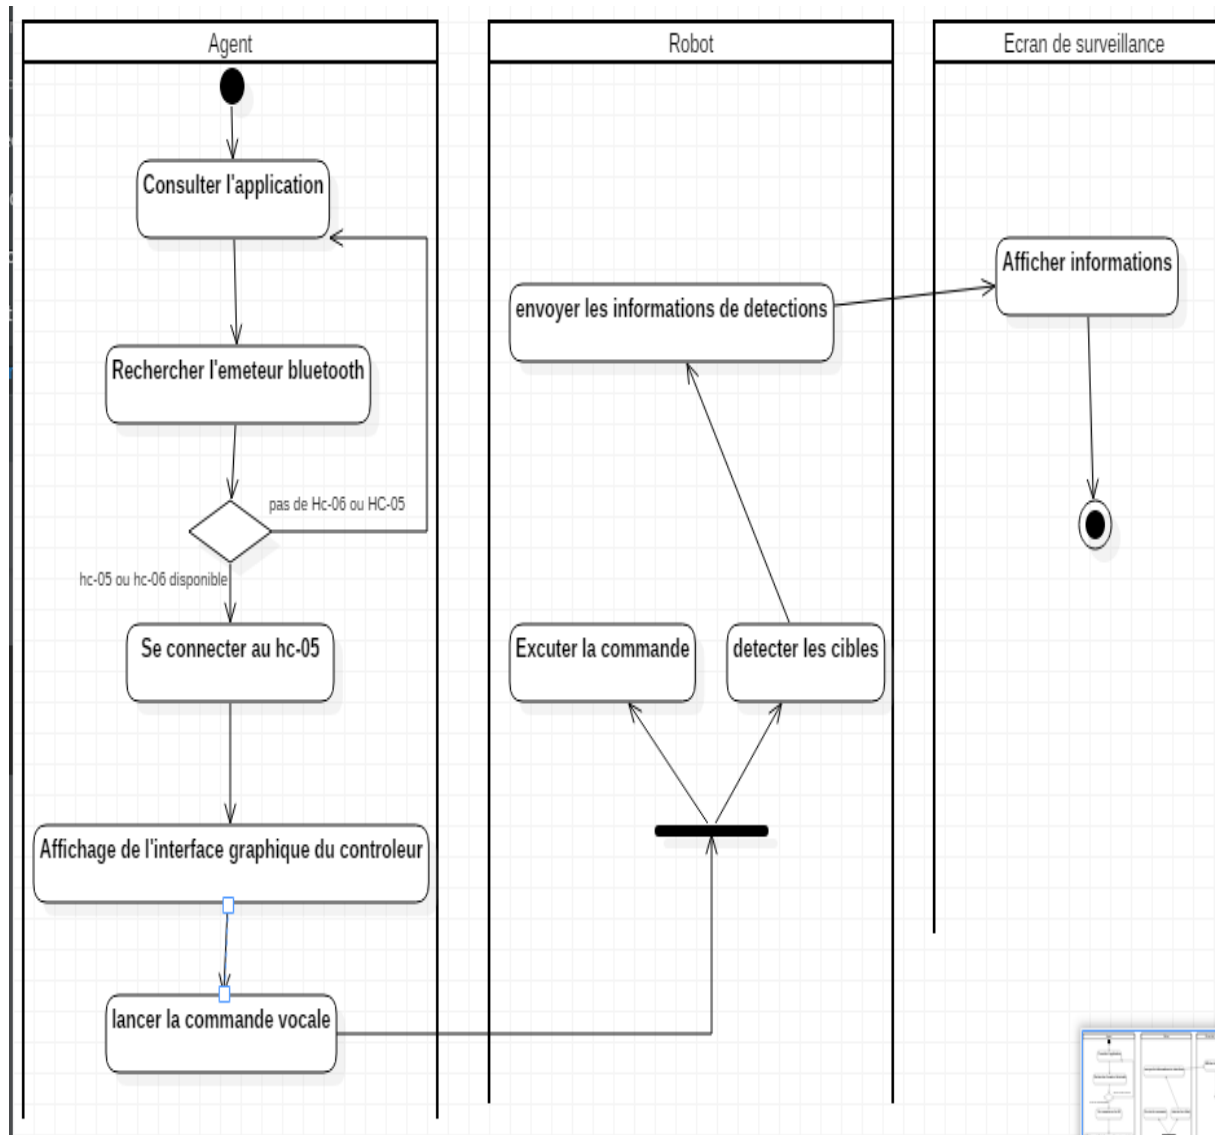 Agent
Robot
Ecran de surveillance
Consulter l'application
Rechercher l'emeteur bluetooth
pas de Hc-06 ou HC-05
hc-05 ou hc-06 disponible
Se connecter au hc-05
Affichage de l'interface graphique du controleur
lancer la commande vocale
envoyer les informations de detections
Excuter la commande
detecter les cibles
Afficher informations